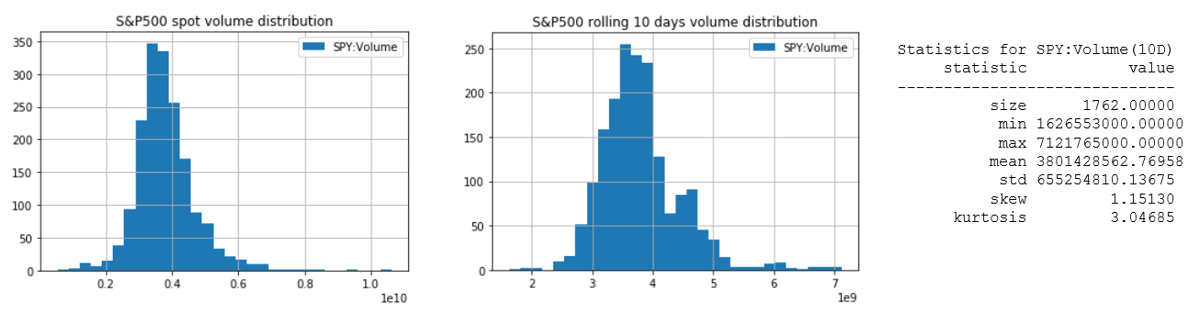 S&P500 spot volume distribution
SPY:Volume
350
300
250
200
150
100
50
0
0.2 0.4 0.6 0.8 1.0
1e10
S&P500 rolling 10 days volume distribution
SPY:Volume
250
200
150
100
50
0
2 3 4 5 6 7
1e9
Statistics for SPY:Volume(10D)
statistic value
------------------------------
size 1762.00000
min 1626553000.00000
max 7121765000.00000
mean 3801428562.76958
std 655254810.13675
skew 1.15130
kurtosis 3.04685